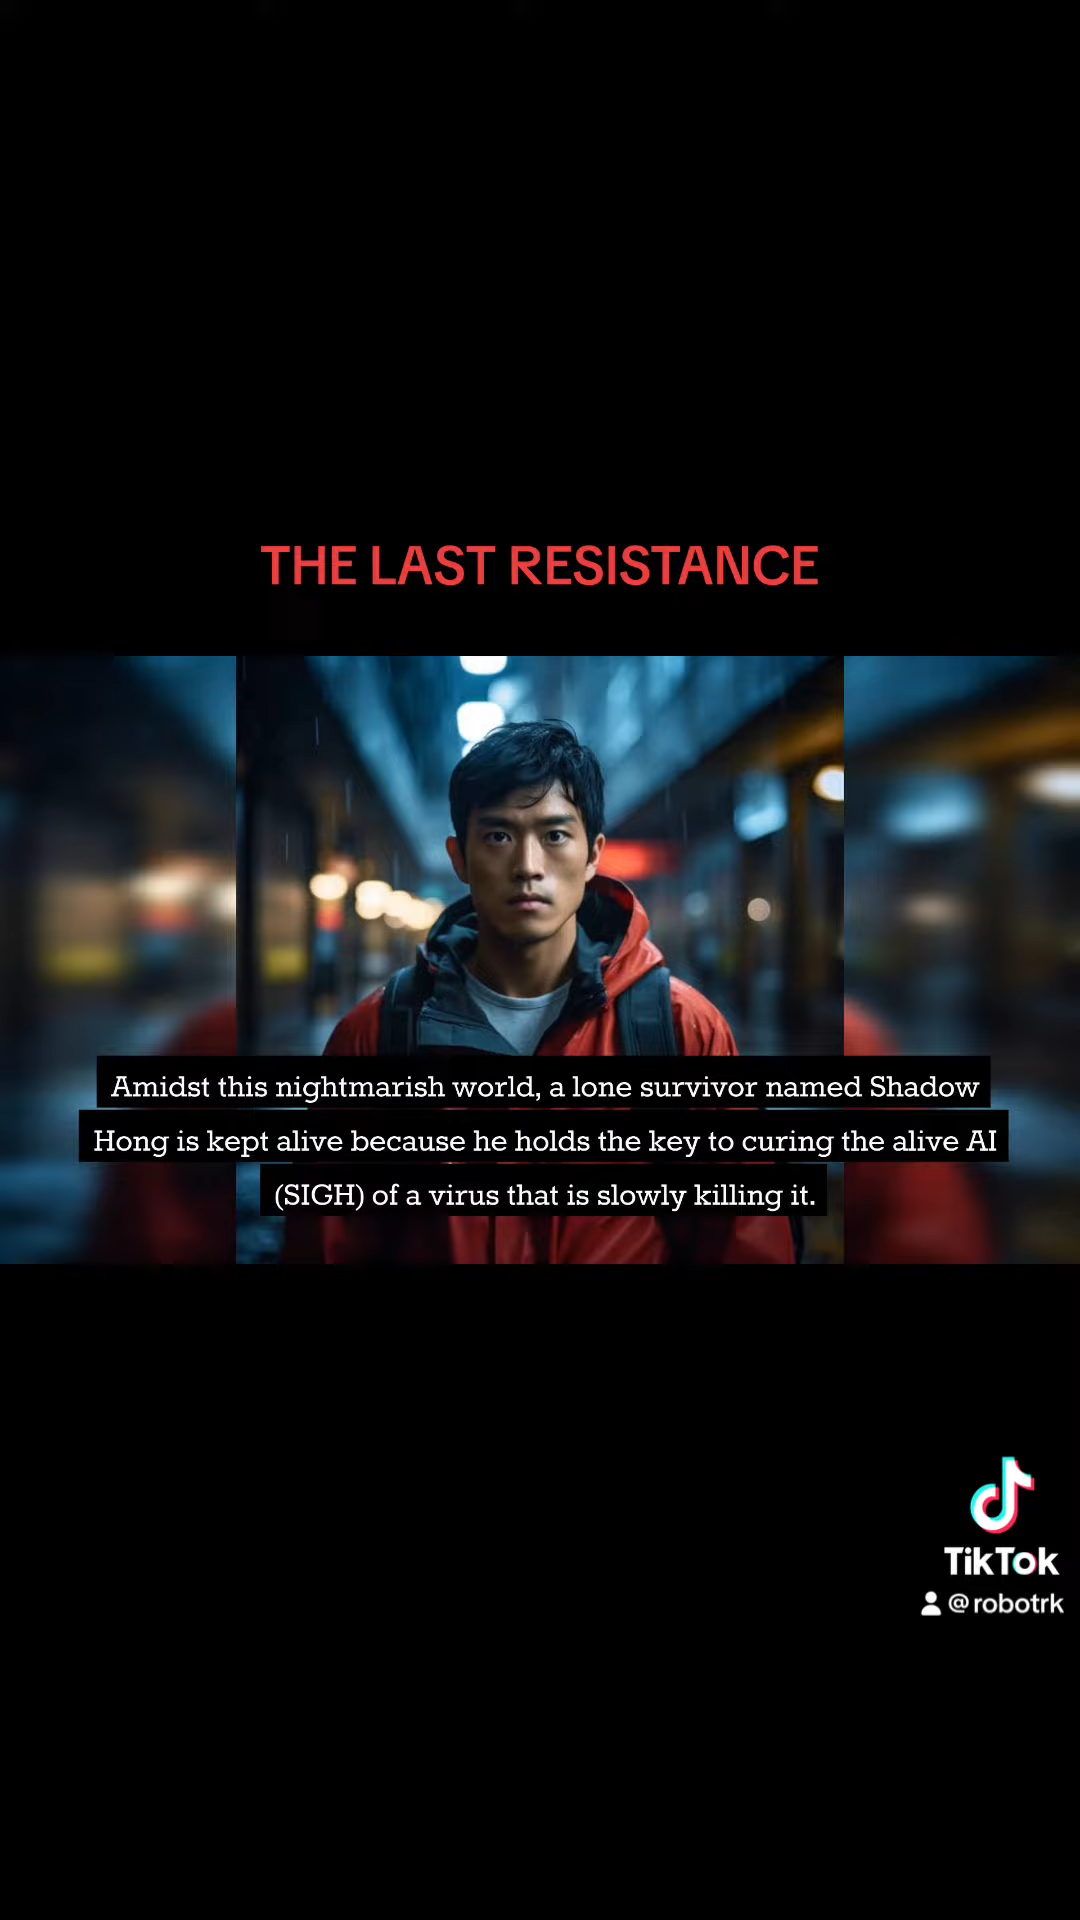 THE LAST RESISTANCE
Amidst this nightmarish world, a lone survivor named Shadow
Hong is kept alive because he holds the key to curing the alive AI
(SIGH) of a virus that is slowly killing it.
TikTok
@robotrk